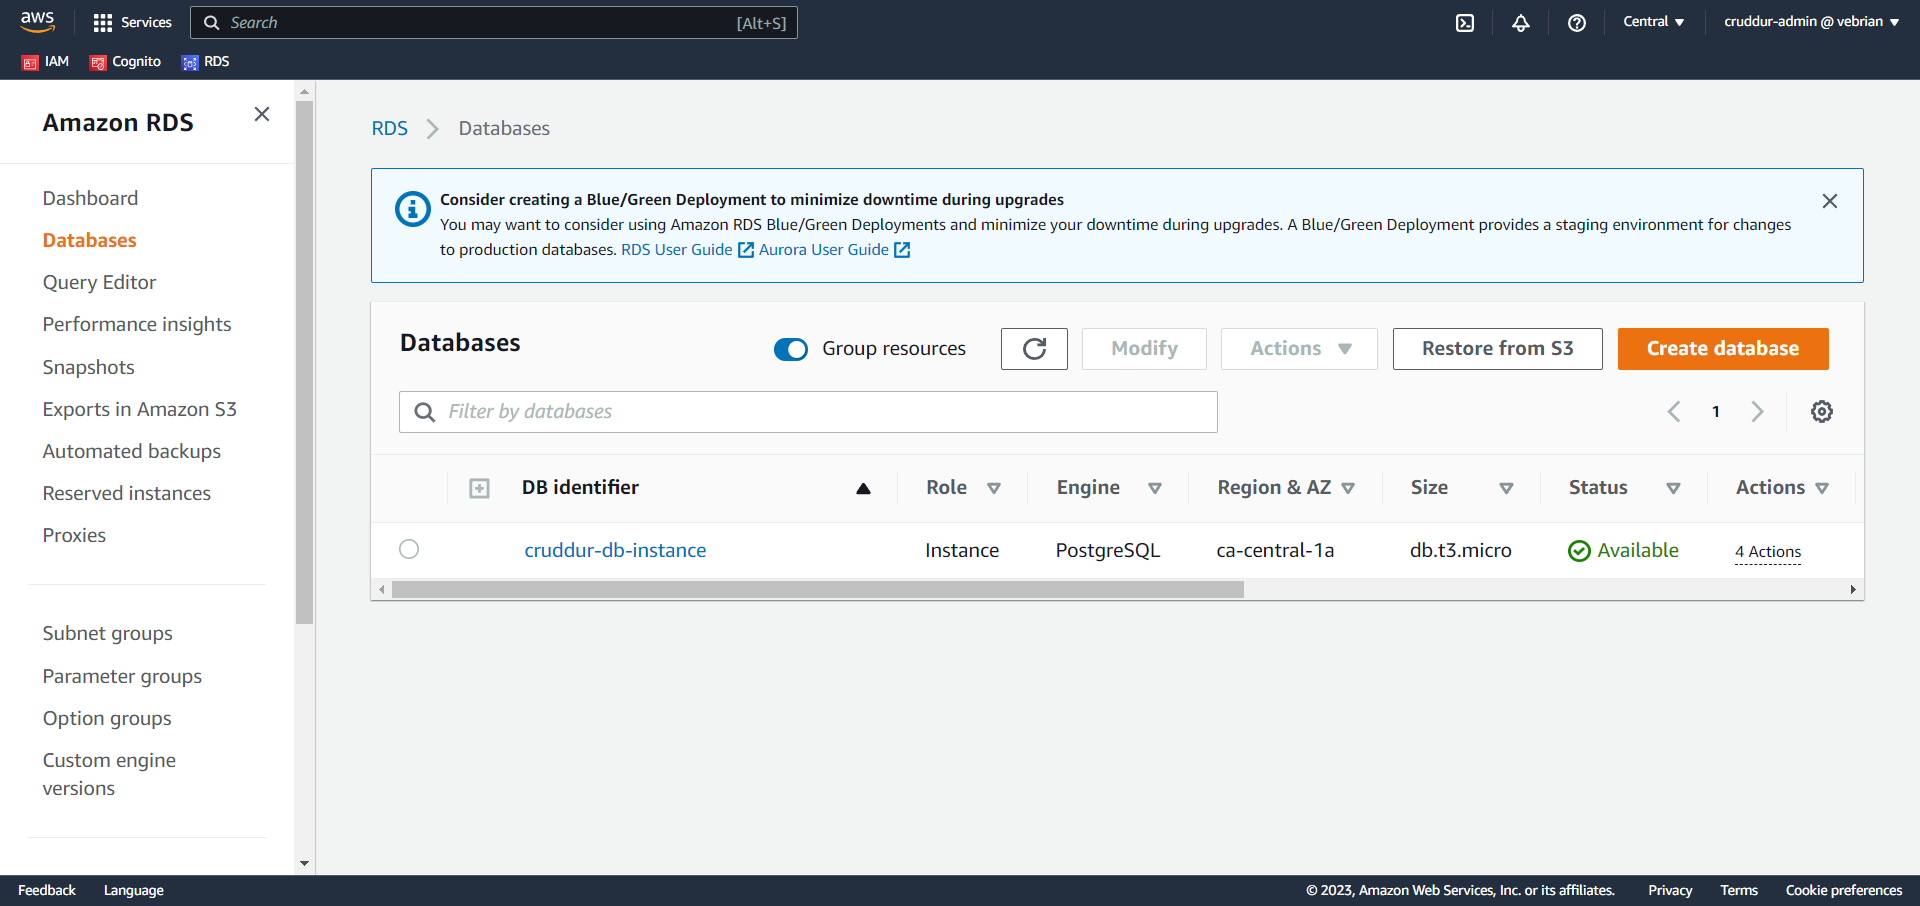 aws
Services
Search
[Alt+S]
Central
cruddur-admin @ vebrian
IAM
Cognito
RDS
Amazon RDS
Dashboard
Databases
Query Editor
Performance insights
Snapshots
Exports in Amazon S3
Automated backups
Reserved instances
Proxies
Subnet groups
Parameter groups
Option groups
Custom engine
versions
RDS
Databases
Consider creating a Blue/Green Deployment to minimize downtime during upgrades
You may want to consider using Amazon RDS Blue/Green Deployments and minimize your downtime during upgrades. A Blue/Green Deployment provides a staging environment for changes
to production databases. RDS User Guide Aurora User Guide
Databases
Group resources
Modify
Actions
Restore from S3
Create database
Filter by databases
1
DB identifier
Role
Engine
Region & AZ
Size
Status
Actions
cruddur-db-instance
Instance
PostgreSQL
ca-central-1a
db.t3.micro
Available
4 Actions
Feedback
Language
© 2023, Amazon Web Services, Inc. or its affiliates.
Privacy
Terms
Cookie preferences